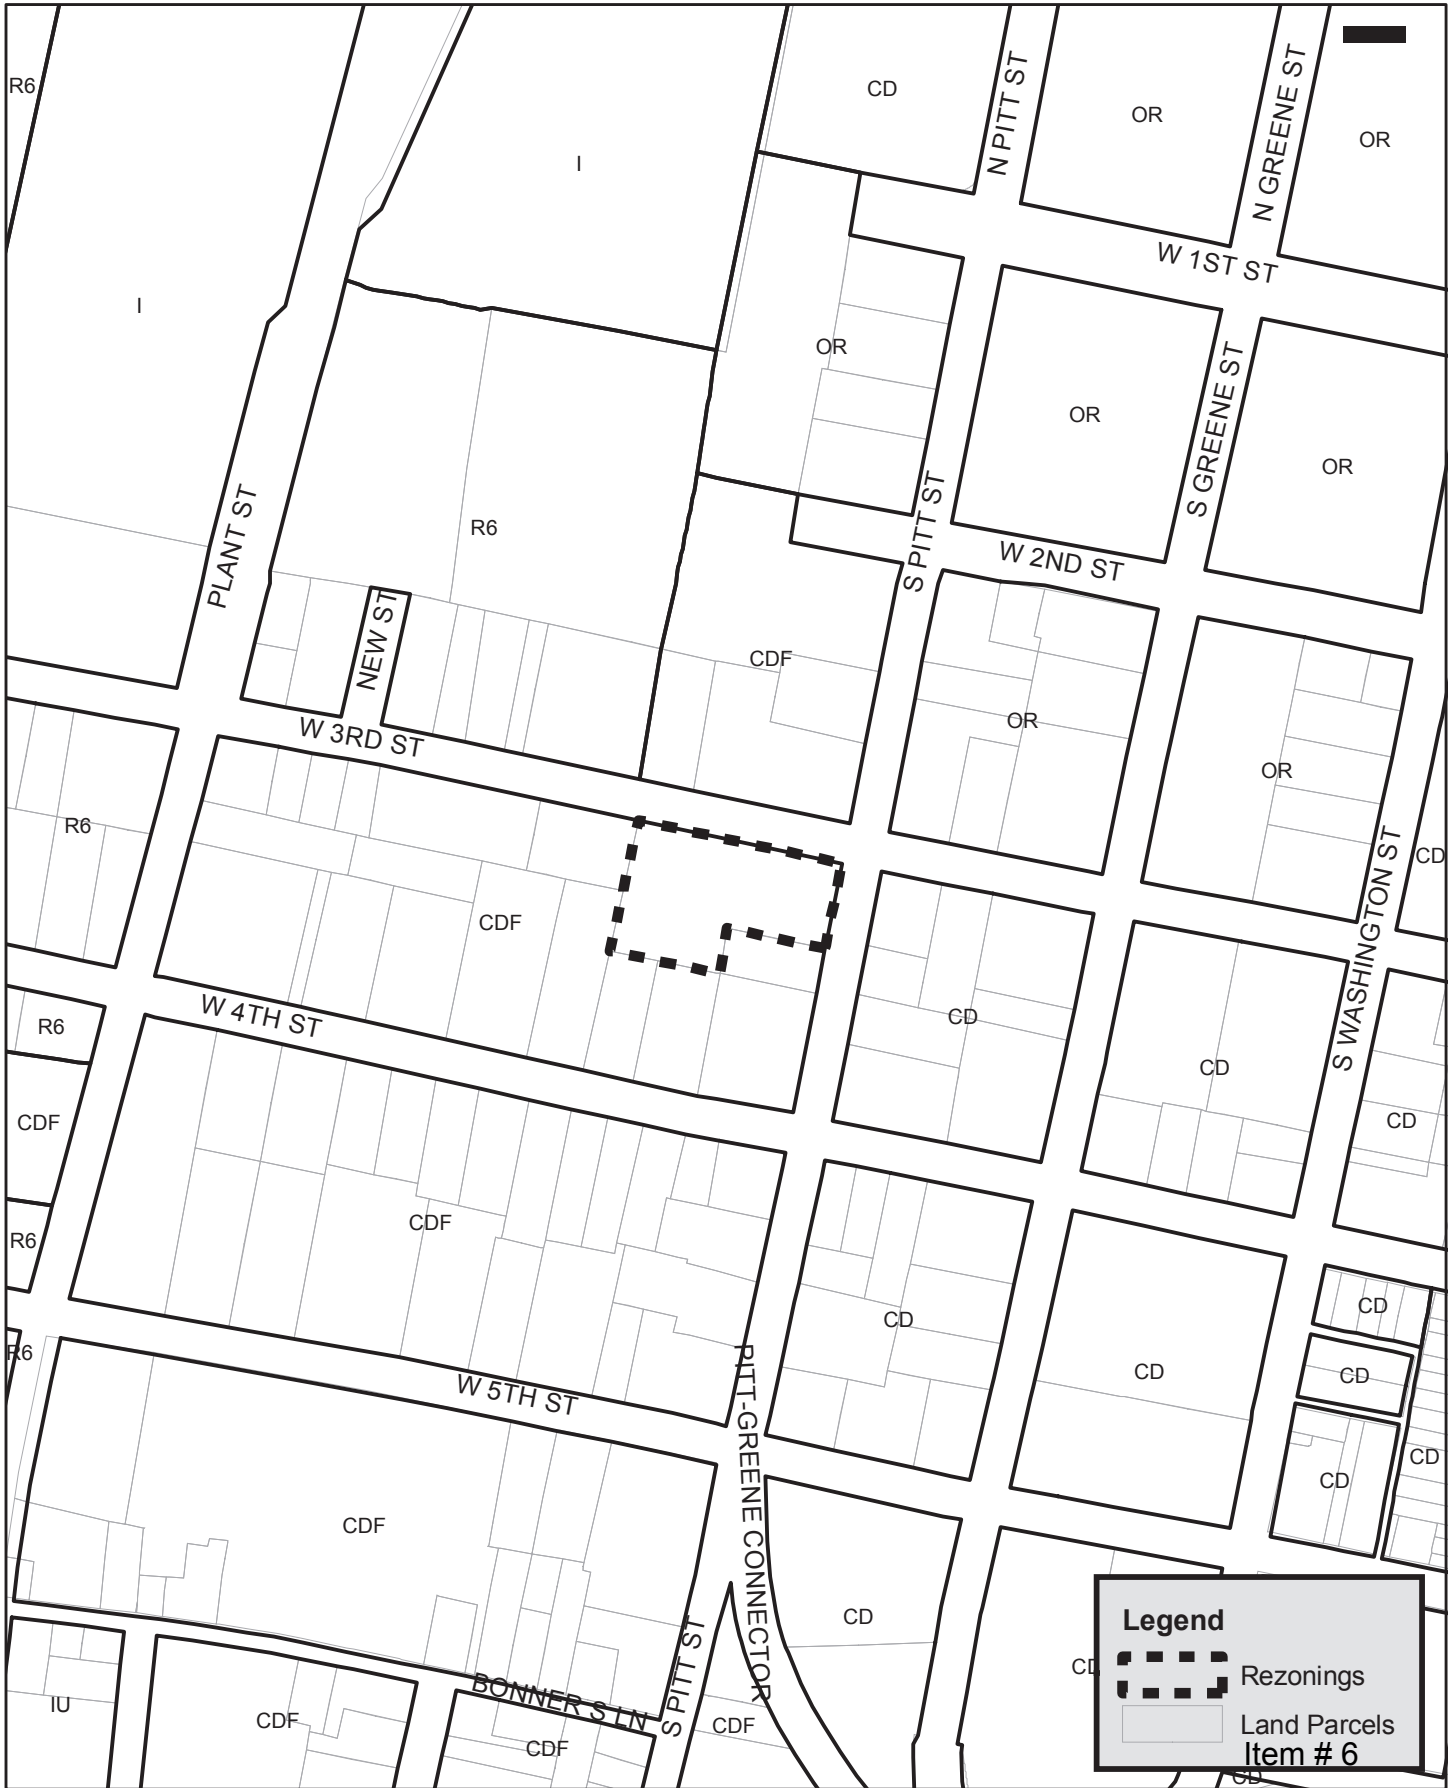 R6
CD
N PITT ST
OR
N GREENE ST
OR
I
W 1ST ST
I
OR
OR
S GREENE ST
OR
PLANT ST
R6
S PITT ST
W 2ND ST
NEW ST
CDF
OR
OR
W 3RD ST
R6
CD
S WASHINGTON ST
CDF
W 4TH ST
R6
CD
CD
CDF
CD
CDF
R6
CD
CD
R6
PITT-GREENE CONNECTOR
CD
CD
W 5TH ST
CD
CD
CDF
CD
S PITT ST
CD
BONNER S LN
IU
CDF
CDF
CDF
Legend
Rezonings
Land Parcels
Item # 6
CD